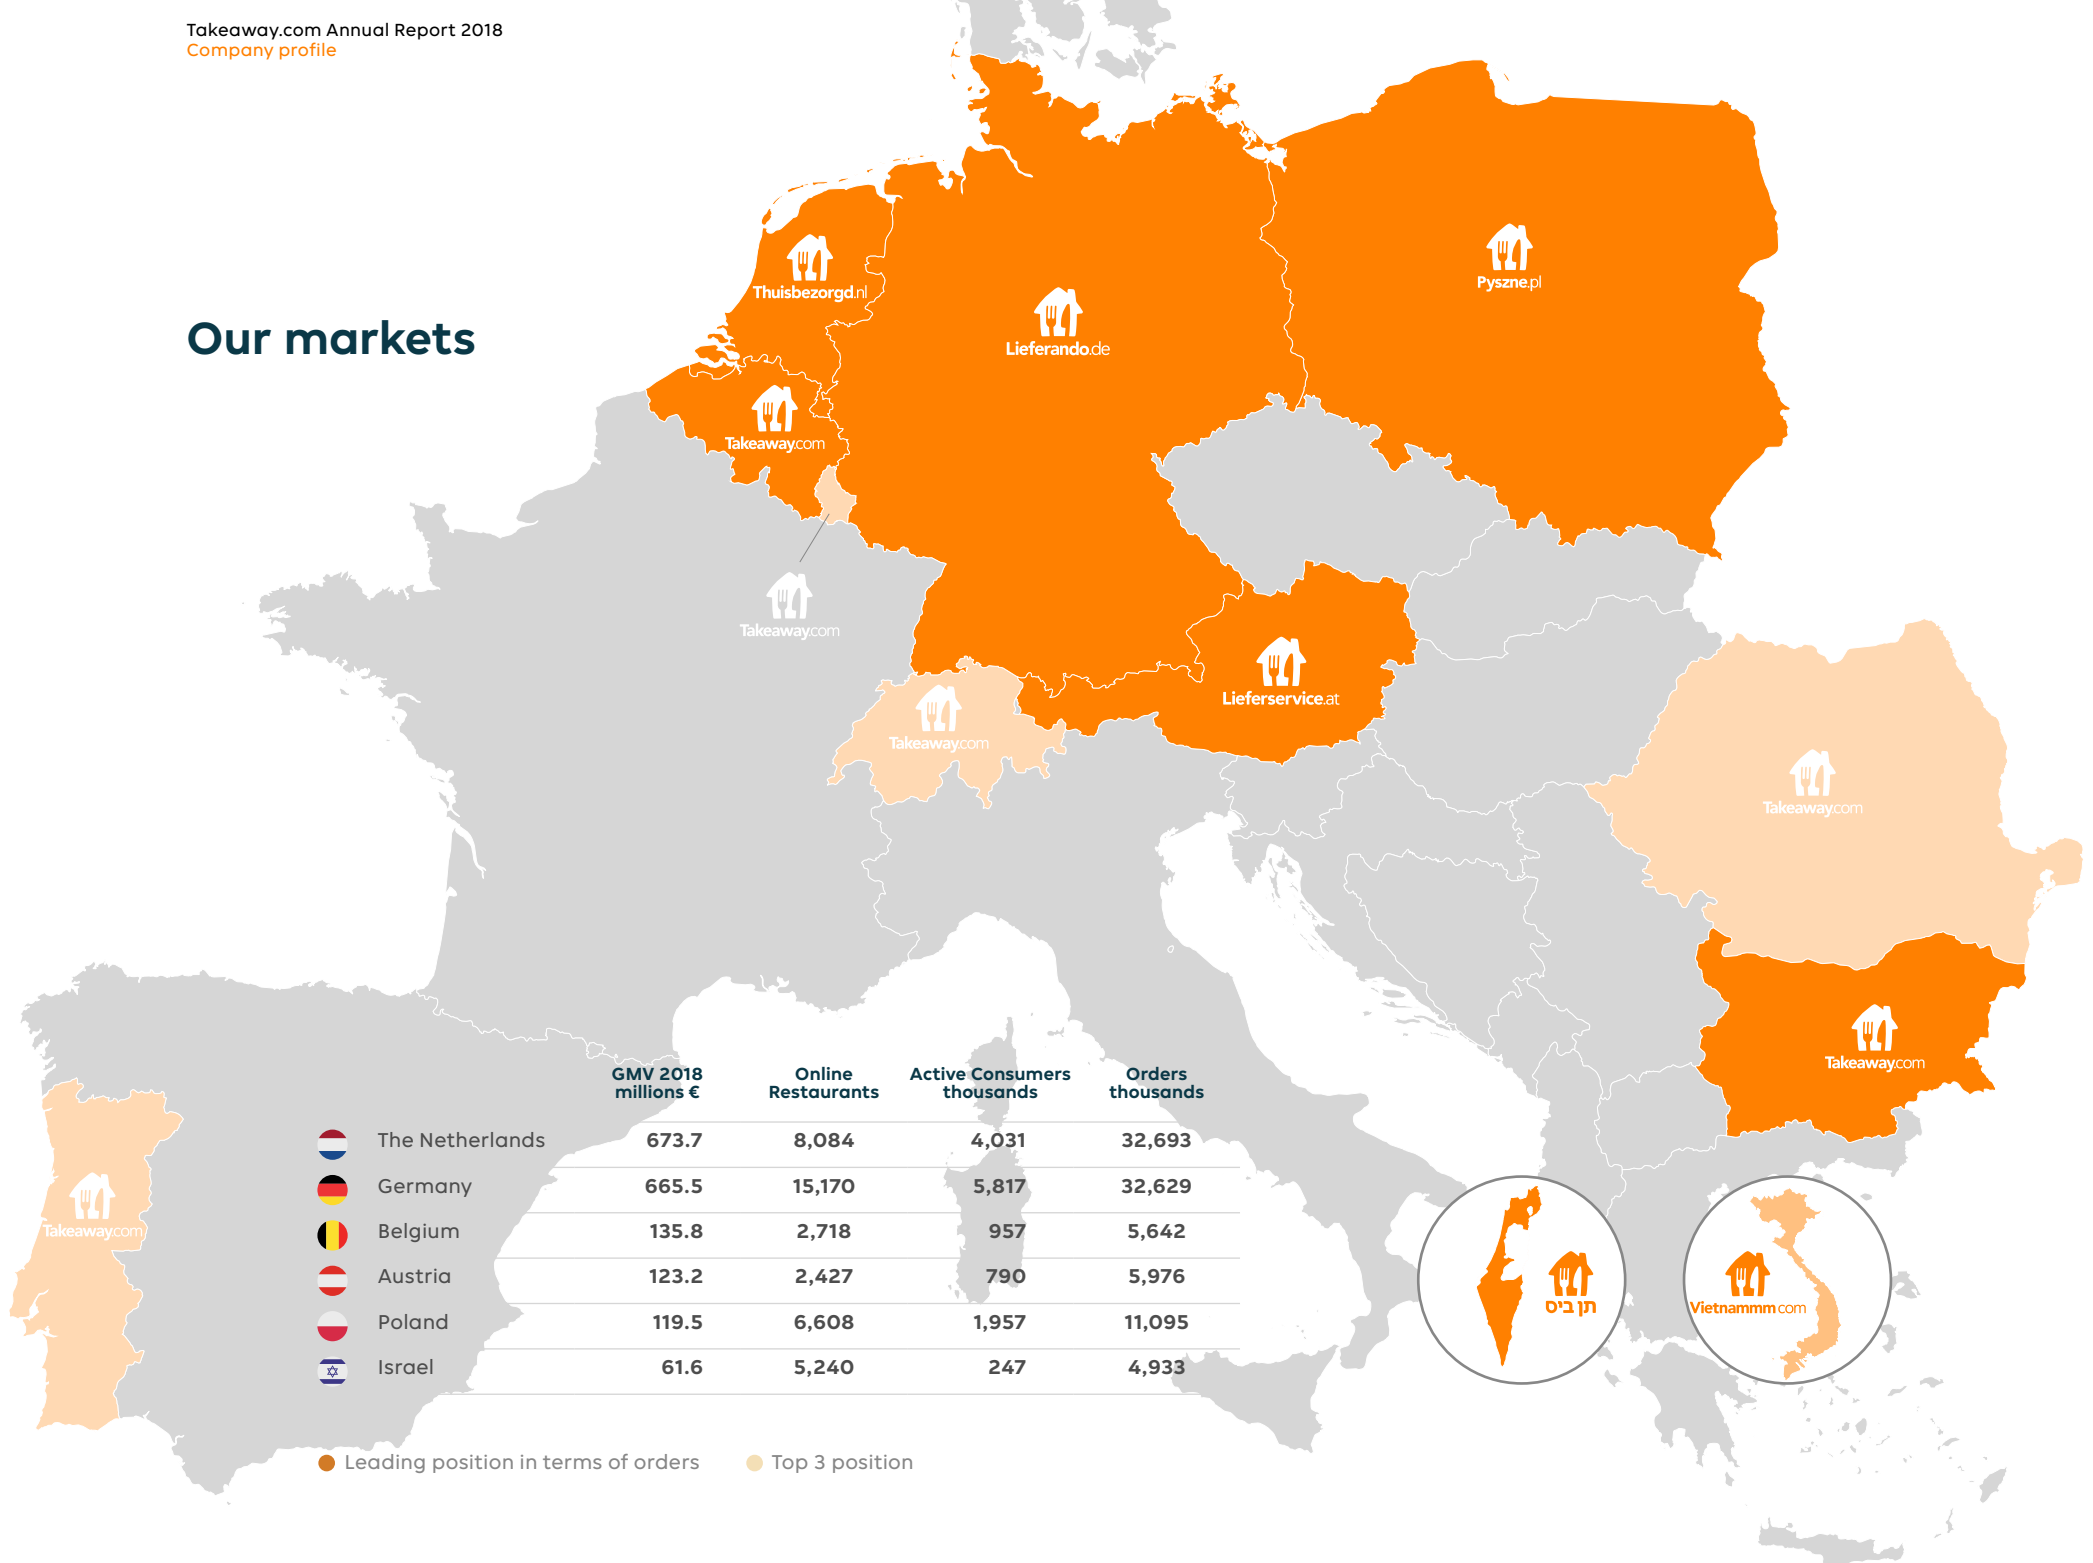 Takeaway.com Annual Report 2018
Company profile
Our markets
Thuisbezorgd.nl
Lieferando.de
Pyszne.pl
Takeaway.com
Takeaway.com
Lieferservice.at
Takeaway.com
Takeaway.com
Takeaway.com
Takeaway.com
תן ביס
Vietnammm com
GMV 2018 millions €
Online Restaurants
Active Consumers thousands
Orders thousands
The Netherlands 673.7 8,084 4,031 32,693
Germany 665.5 15,170 5,817 32,629
Belgium 135.8 2,718 957 5,642
Austria 123.2 2,427 790 5,976
Poland 119.5 6,608 1,957 11,095
Israel 61.6 5,240 247 4,933
Leading position in terms of orders Top 3 position